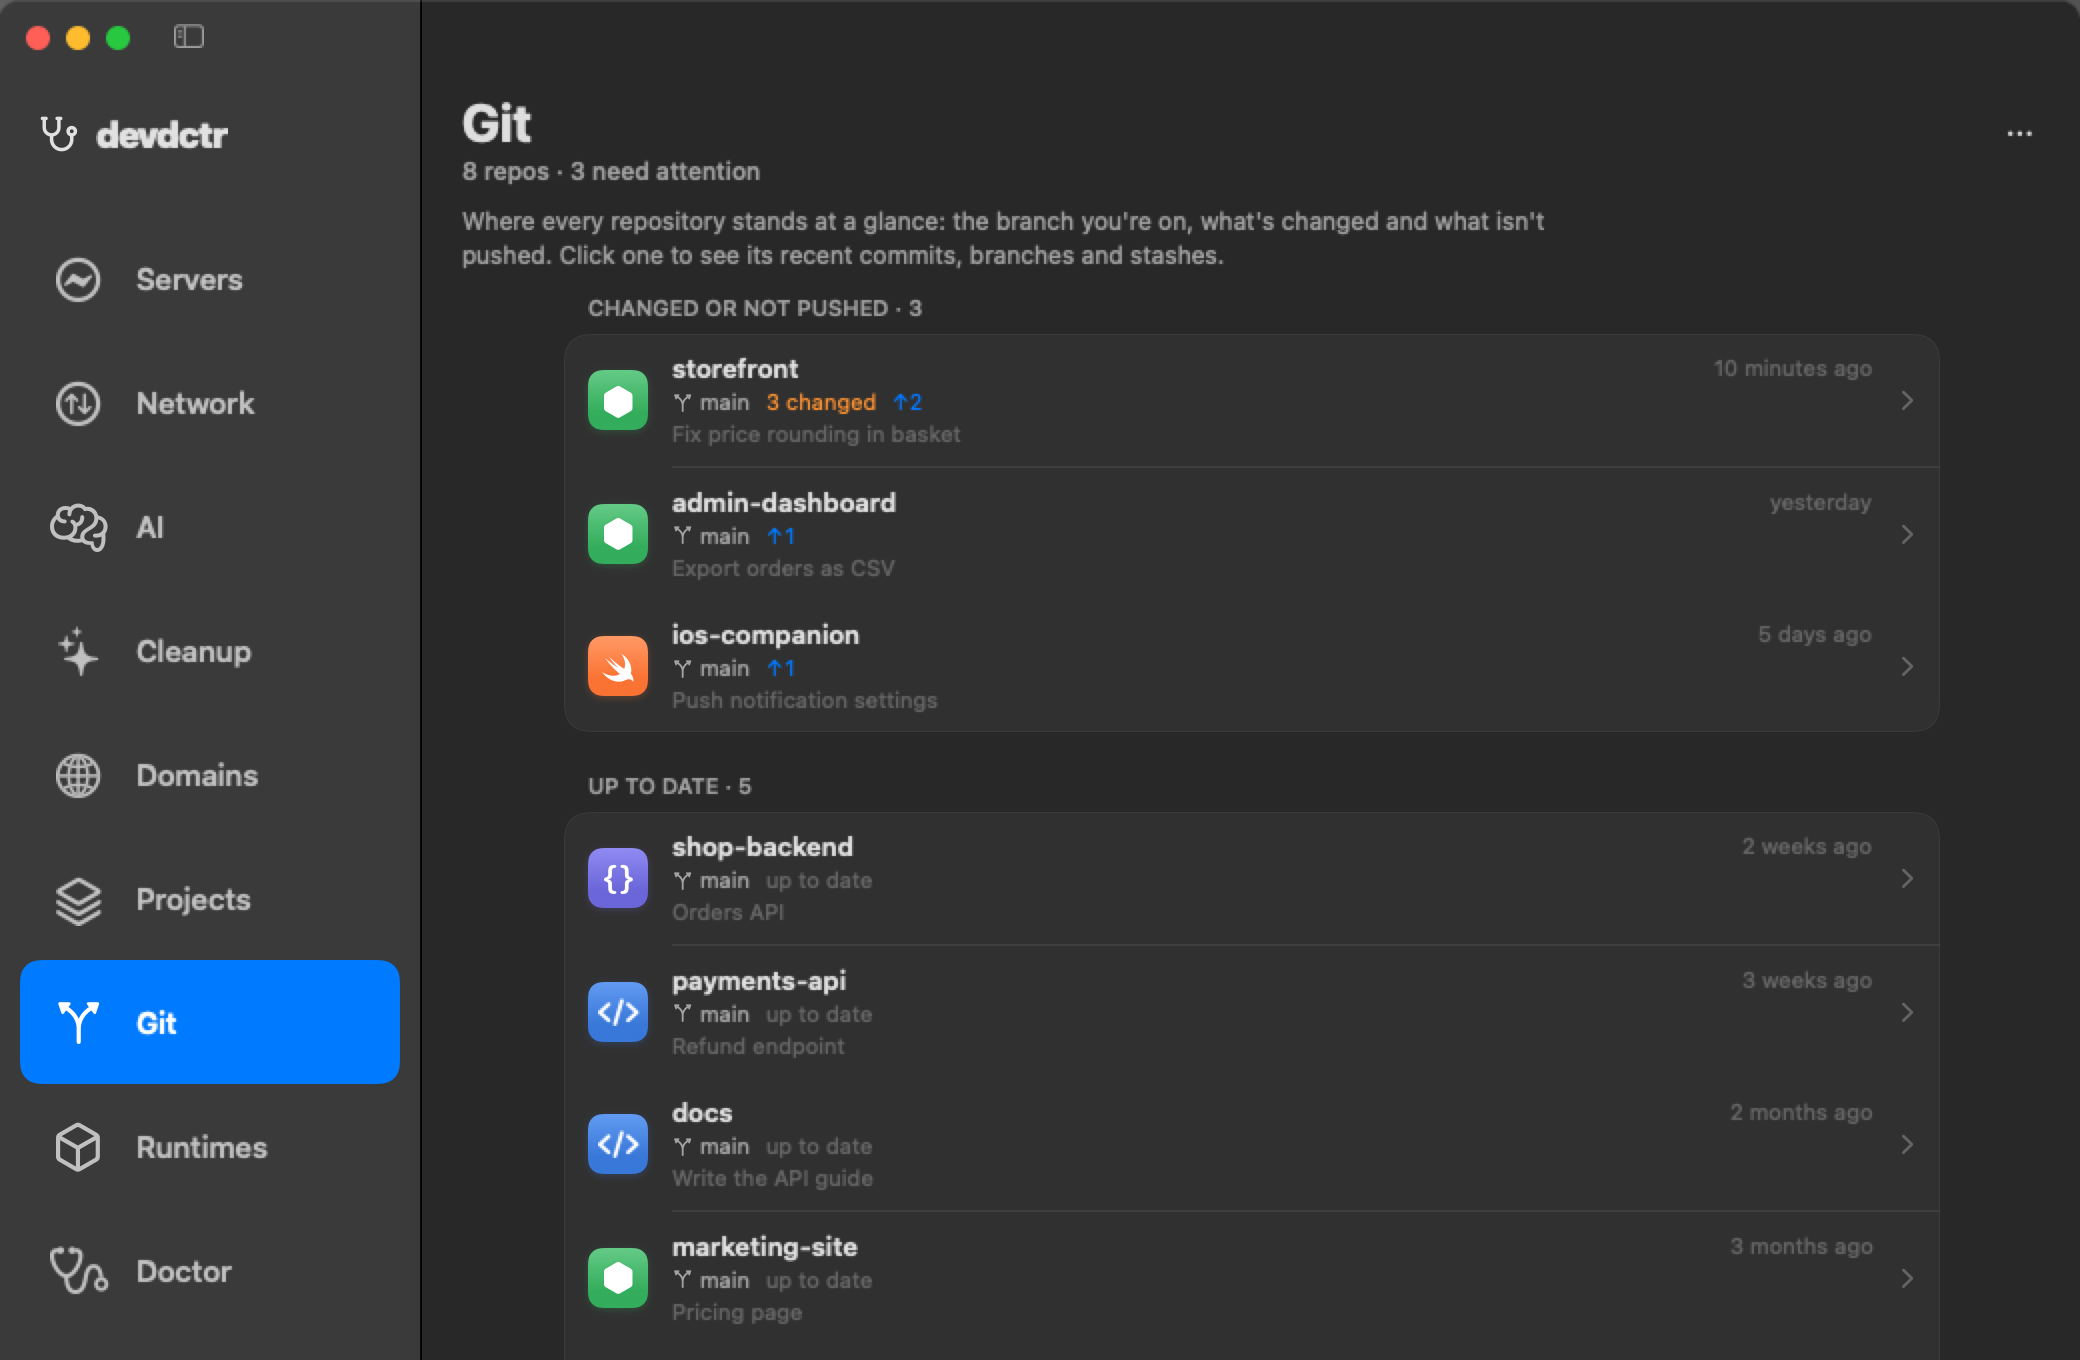 devdctr
Servers
Network
AI
Cleanup
Domains
Projects
Git
Runtimes
Doctor
Git
8 repos · 3 need attention
Where every repository stands at a glance: the branch you're on, what's changed and what isn't
pushed. Click one to see its recent commits, branches and stashes.
CHANGED OR NOT PUSHED · 3
storefront
10 minutes ago
main 3 changed ↑2
Fix price rounding in basket
admin-dashboard
yesterday
main ↑1
Export orders as CSV
ios-companion
5 days ago
main ↑1
Push notification settings
UP TO DATE · 5
shop-backend
2 weeks ago
{} main up to date
Orders API
payments-api
3 weeks ago
</> main up to date
Refund endpoint
docs
2 months ago
</> main up to date
Write the API guide
marketing-site
3 months ago
main up to date
Pricing page